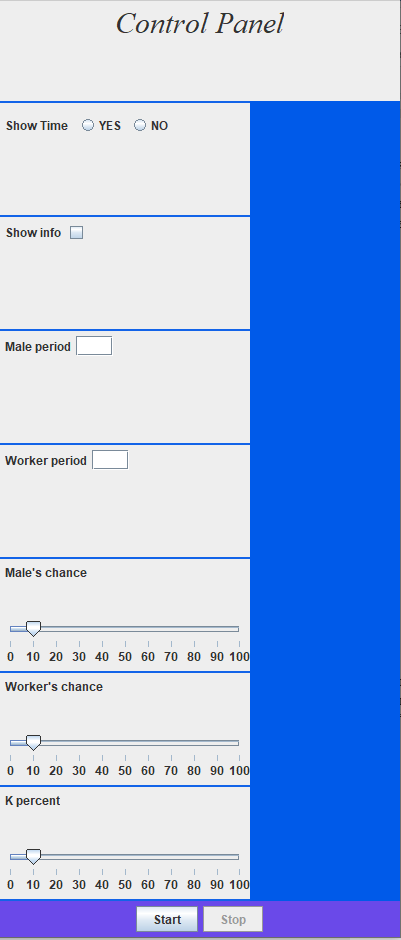 Control Panel
Show Time YES NO
Show info
Male period
Worker period
Male's chance
0 10 20 30 40 50 60 70 80 90 100
Worker's chance
0 10 20 30 40 50 60 70 80 90 100
K percent
0 10 20 30 40 50 60 70 80 90 100
Start Stop